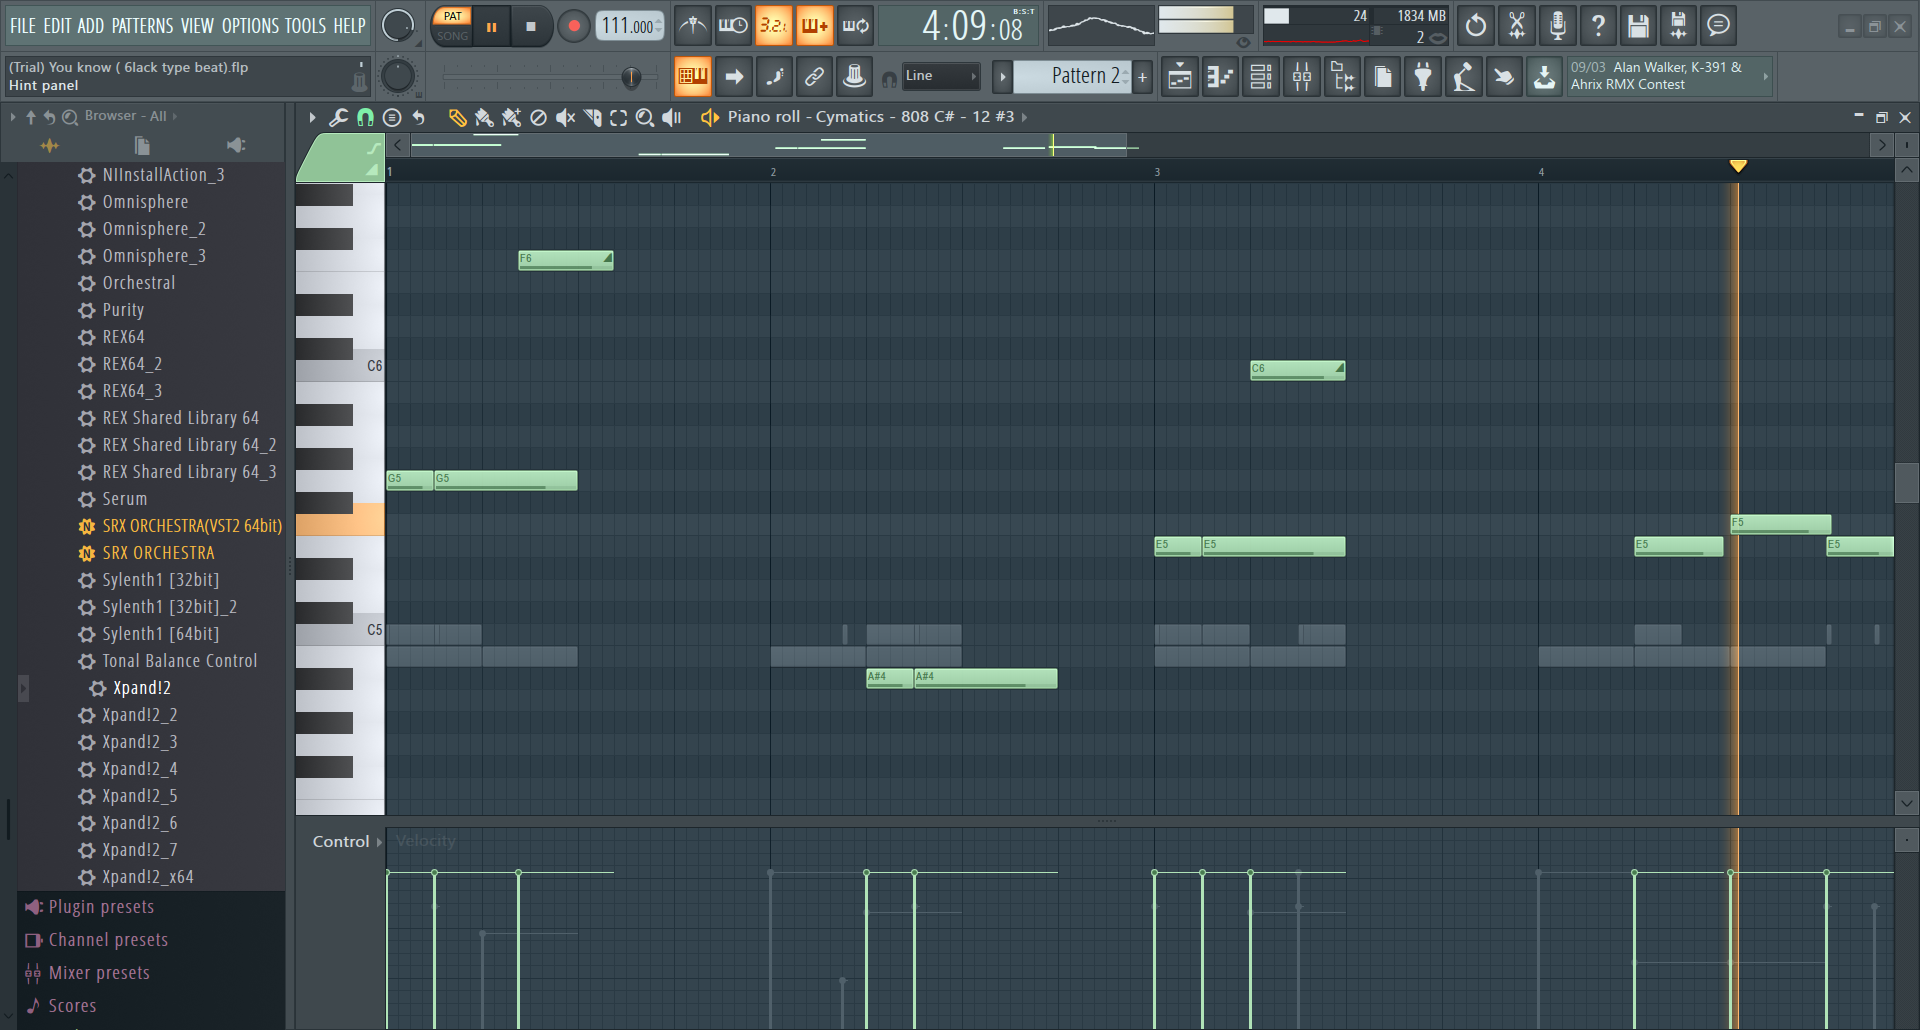 FILE EDIT ADD PATTERNS VIEW OPTIONS TOOLS HELP
PAT
SONG
111.000
3.2.1
4:09:08
B:S:T
24
1834 MB
2
(Trial) You know ( 6lack type beat).flp
Hint panel
Line
Pattern 2
+
09/03 Alan Walker, K-391 &
Ahrix RMX Contest
Browser - All
Piano roll - Cymatics - 808 C# - 12 #3
1
2
3
4
NIInstallAction_3
Omnisphere
Omnisphere_2
Omnisphere_3
Orchestral
Purity
REX64
REX64_2
REX64_3
REX Shared Library 64
REX Shared Library 64_2
REX Shared Library 64_3
Serum
SRX ORCHESTRA(VST2 64bit)
SRX ORCHESTRA
Sylenth1 [32bit]
Sylenth1 [32bit]_2
Sylenth1 [64bit]
Tonal Balance Control
Xpand!2
Xpand!2_2
Xpand!2_3
Xpand!2_4
Xpand!2_5
Xpand!2_6
Xpand!2_7
Xpand!2_x64
Plugin presets
Channel presets
Mixer presets
Scores
F6
C6
C6
G5
G5
F5
E5
E5
E5
E5
C5
A#4
A#4
Control
Velocity